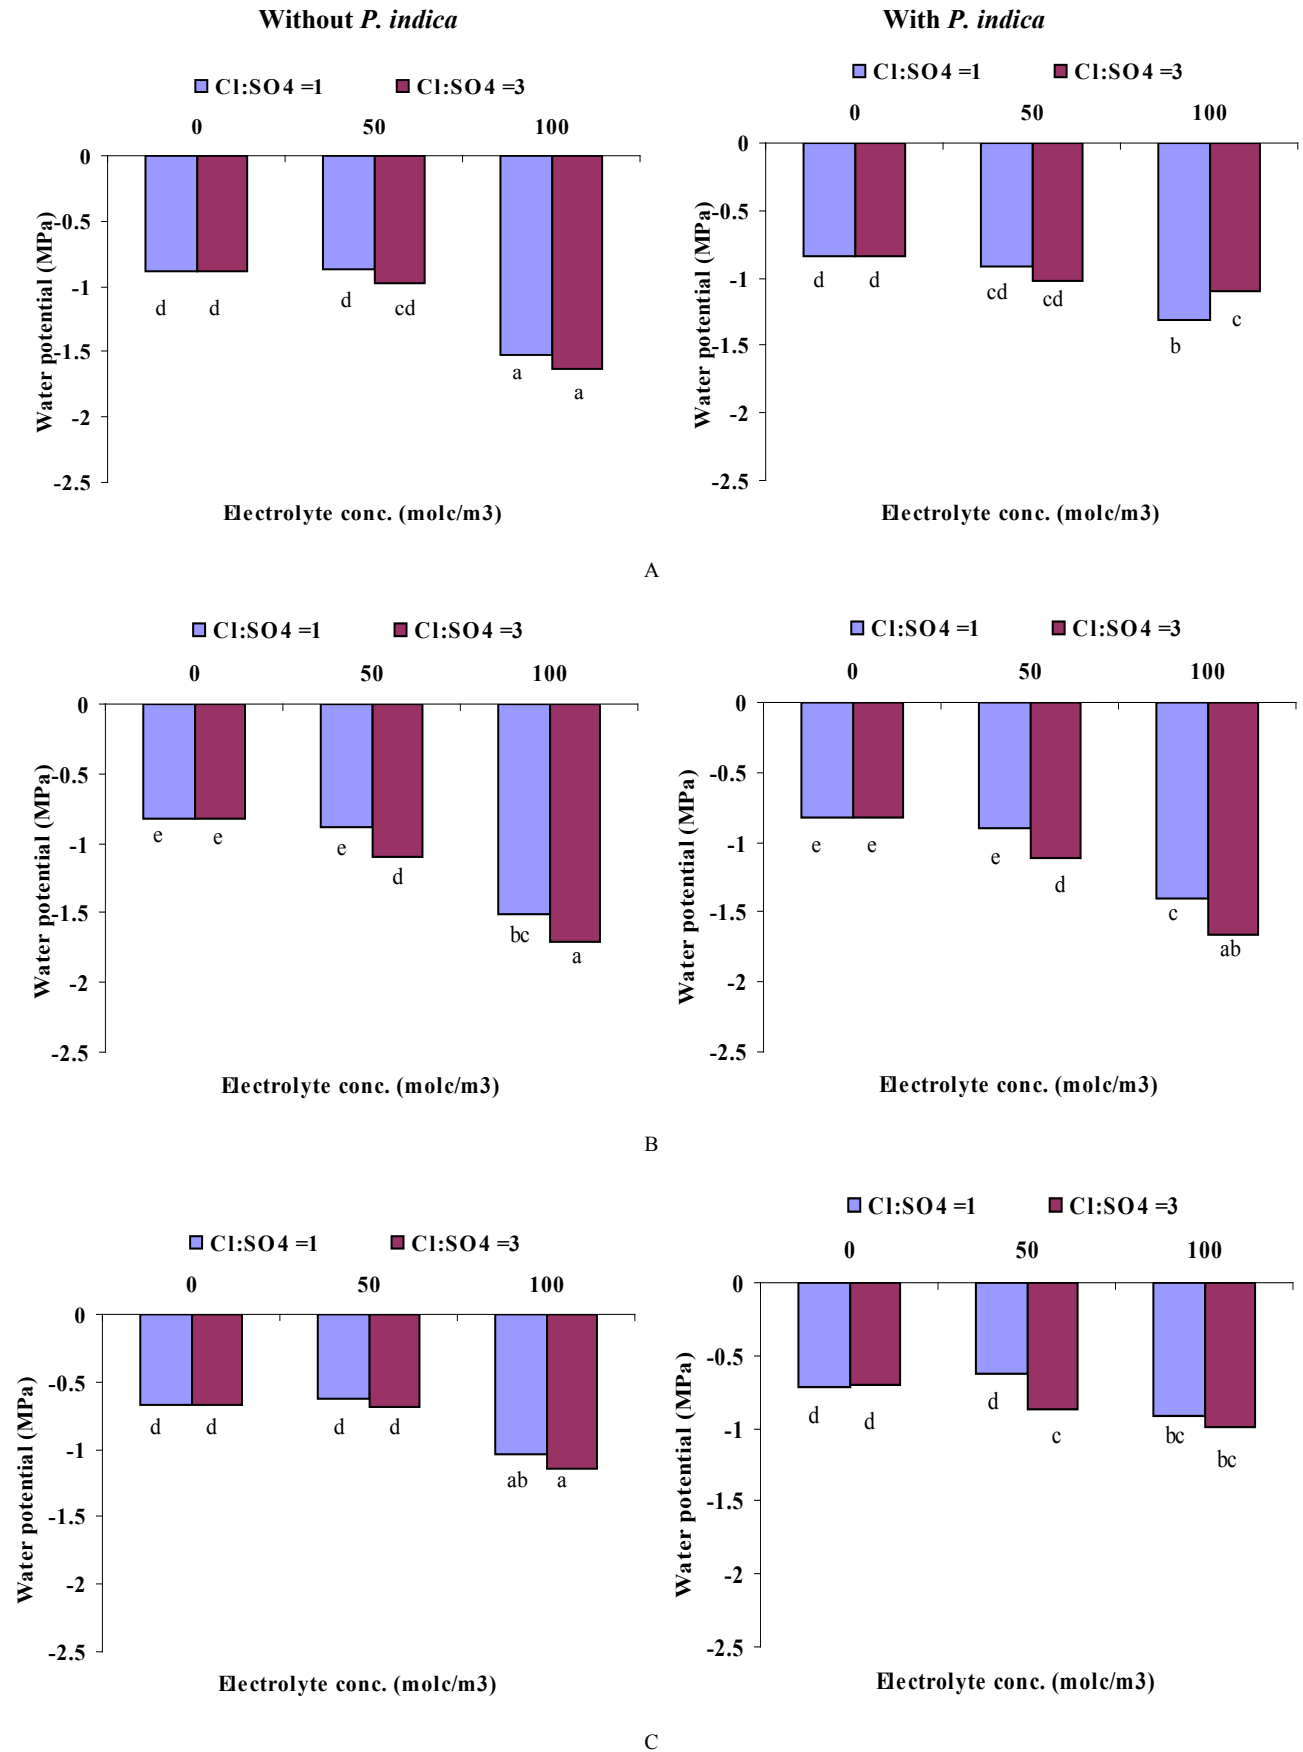 Without P. indica
With P. indica
Cl:SO4 =1 Cl:SO4 =3
0 50 100
0
-0.5
-1
-1.5
-2
-2.5
Water potential (MPa)
d d d cd a a
Electrolyte conc. (molc/m3)
Cl:SO4 =1 Cl:SO4 =3
0 50 100
0
-0.5
-1
-1.5
-2
-2.5
Water potential (MPa)
d d cd cd b c
Electrolyte conc. (molc/m3)
A
Cl:SO4 =1 Cl:SO4 =3
0 50 100
0
-0.5
-1
-1.5
-2
-2.5
Water potential (MPa)
e e e d bc a
Electrolyte conc. (molc/m3)
Cl:SO4 =1 Cl:SO4 =3
0 50 100
0
-0.5
-1
-1.5
-2
-2.5
Water potential (MPa)
e e e d c ab
Electrolyte conc. (molc/m3)
B
Cl:SO4 =1 Cl:SO4 =3
0 50 100
0
-0.5
-1
-1.5
-2
-2.5
Water potential (MPa)
d d d d ab a
Electrolyte conc. (molc/m3)
Cl:SO4 =1 Cl:SO4 =3
0 50 100
0
-0.5
-1
-1.5
-2
-2.5
Water potential (MPa)
d d d c bc bc
Electrolyte conc. (molc/m3)
C